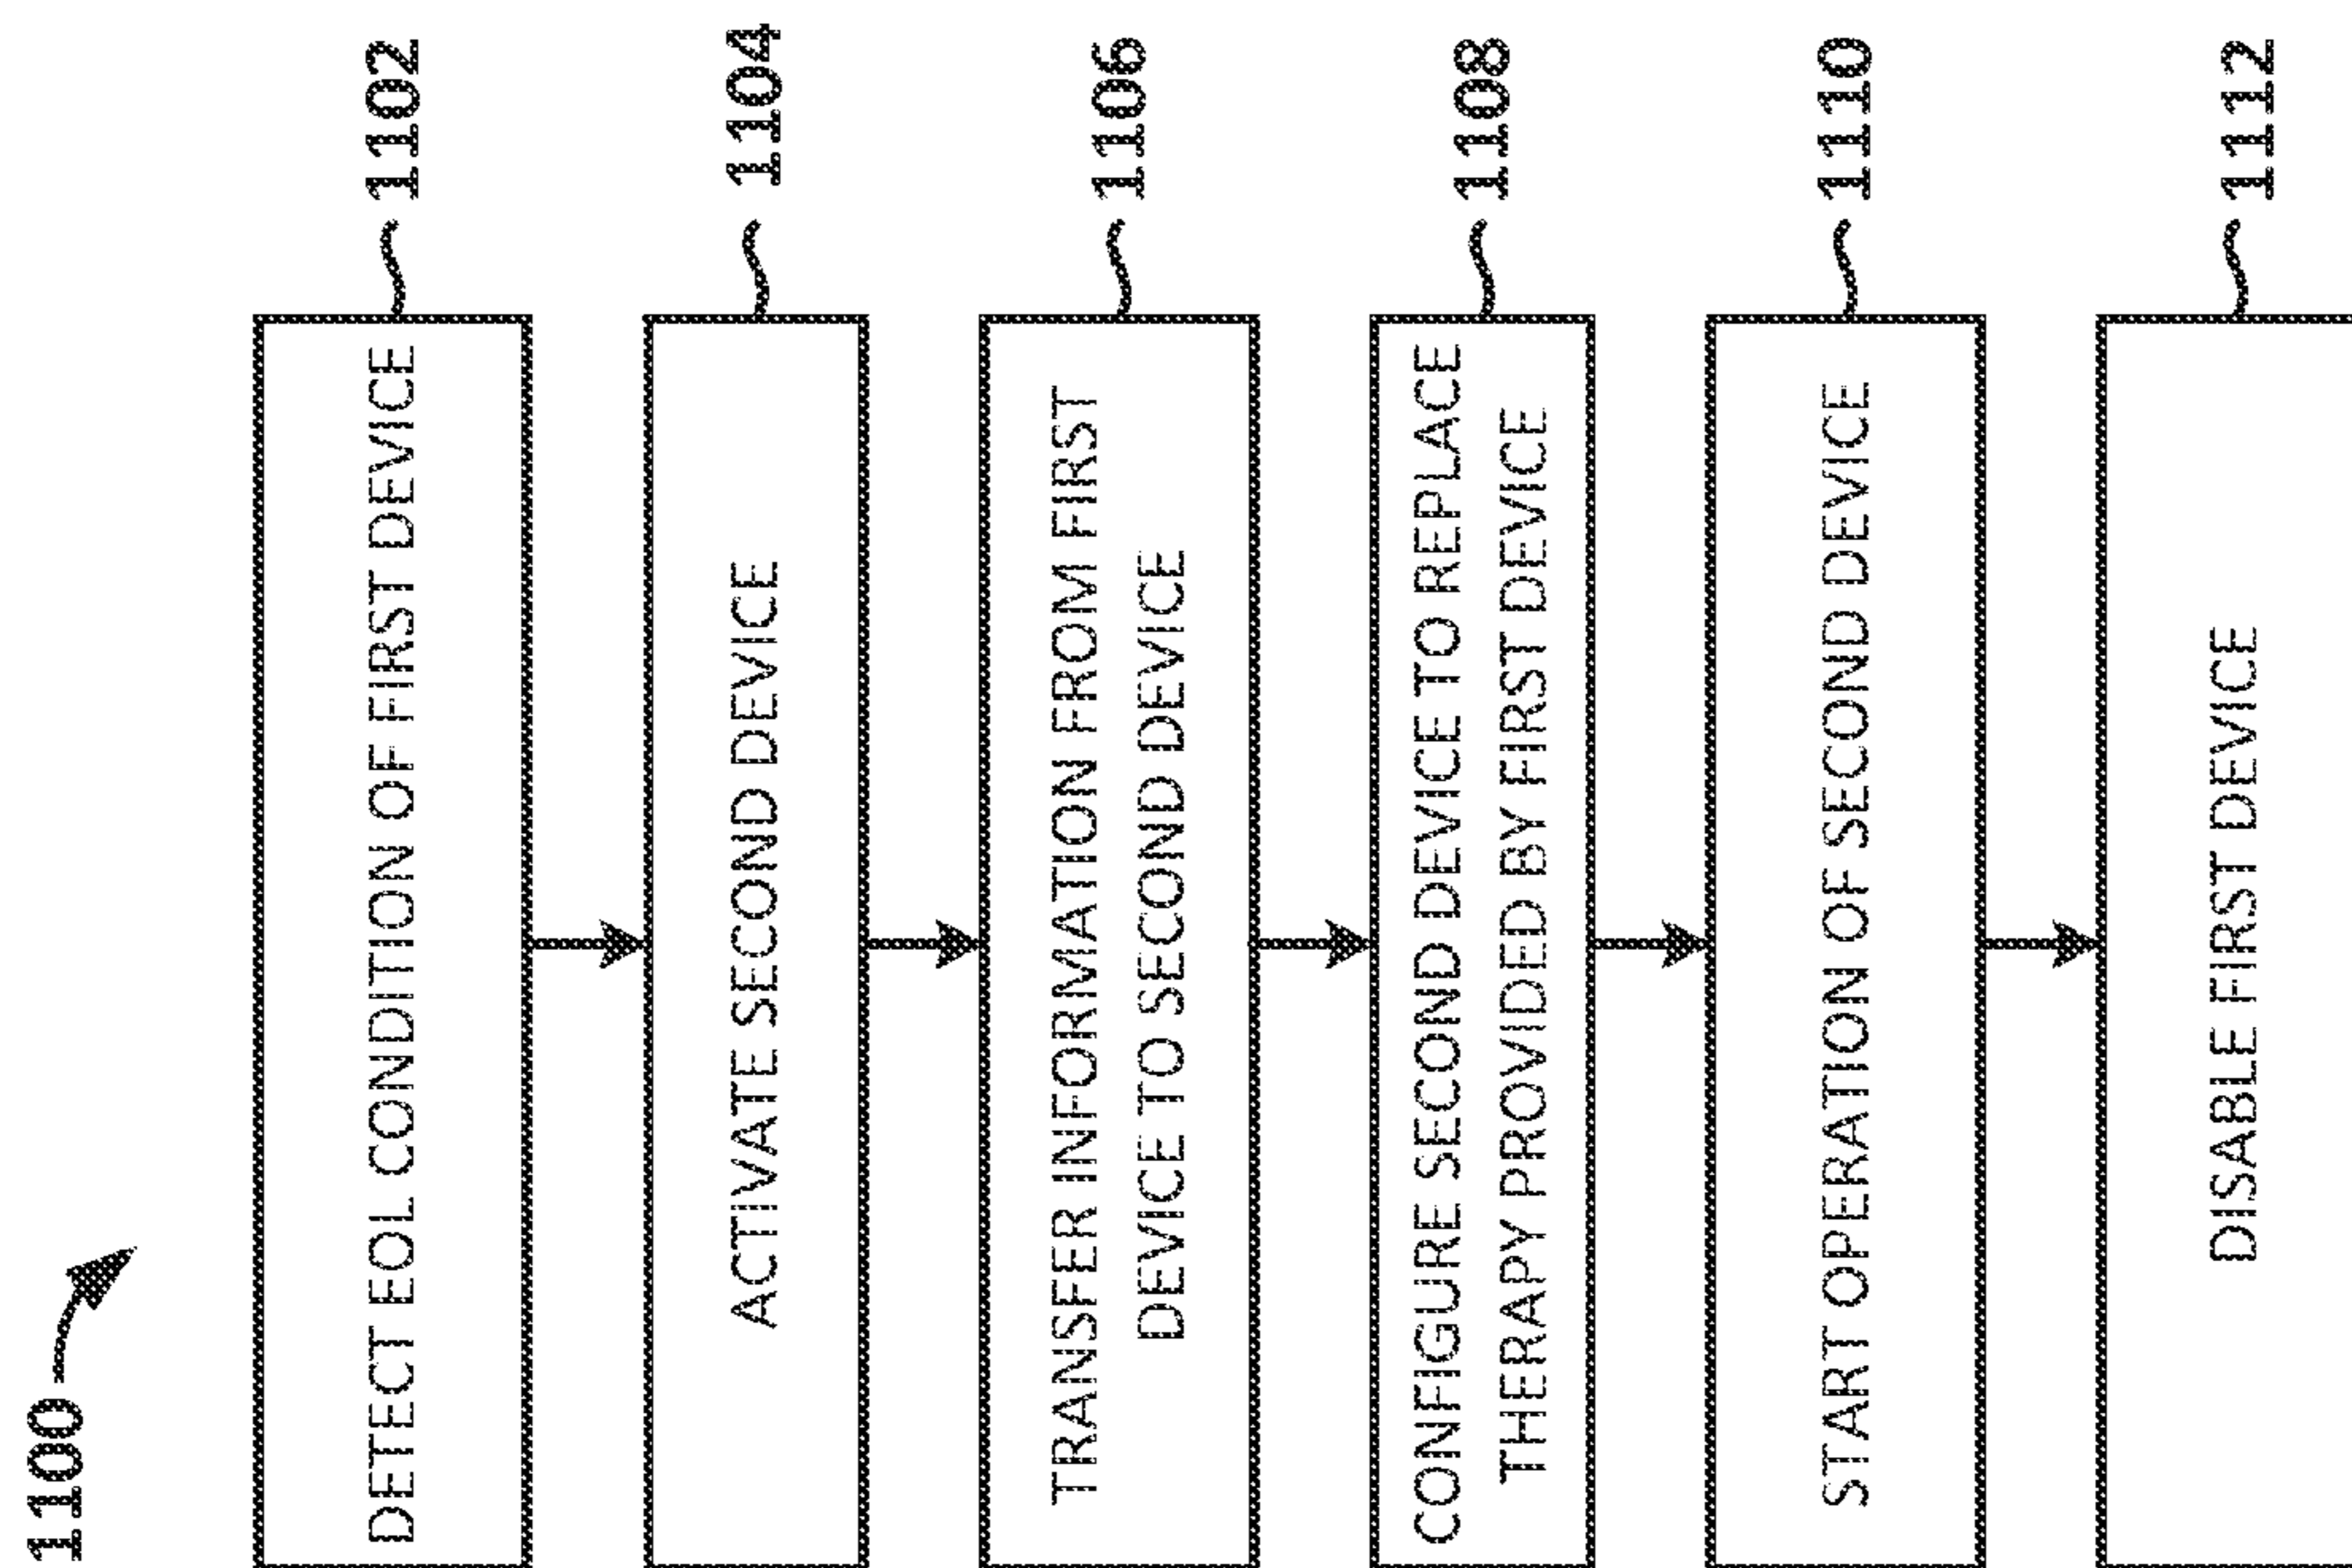 1100
DETECT EOL CONDITION OF FIRST DEVICE
1102
ACTIVATE SECOND DEVICE
1104
TRANSFER INFORMATION FROM FIRST
DEVICE TO SECOND DEVICE
1106
CONFIGURE SECOND DEVICE TO REPLACE
THERAPY PROVIDED BY FIRST DEVICE
1108
START OPERATION OF SECOND DEVICE
1110
DISABLE FIRST DEVICE
1112